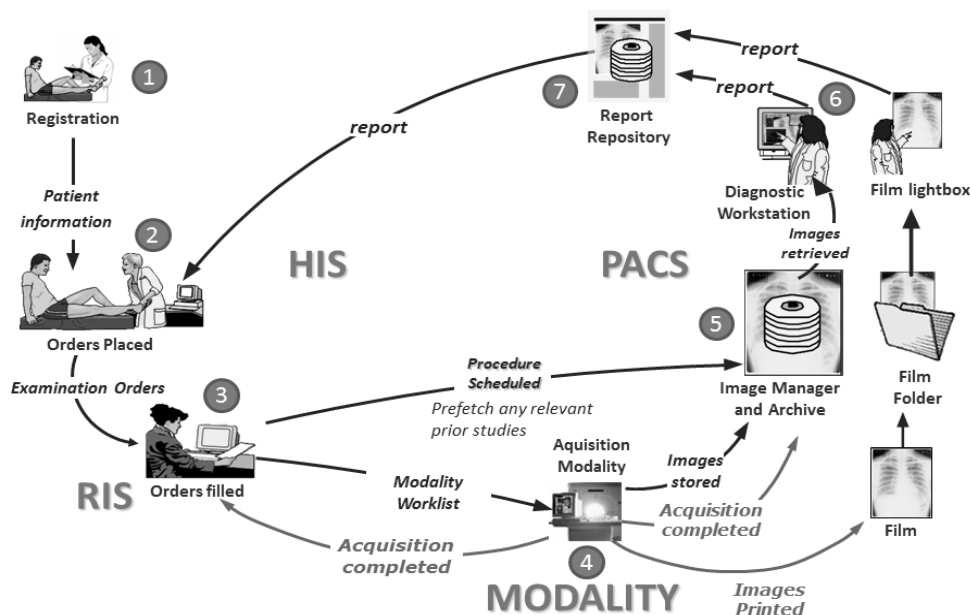 1
Registration
Patient
information
2
Orders Placed
Examination Orders
3
Orders filled
RIS
HIS
report
7
Report
Repository
report
report
6
Diagnostic
Workstation
Film lightbox
Images
retrieved
PACS
5
Image Manager
and Archive
Film
Folder
Film
Procedure
Scheduled
Prefetch any relevant
prior studies
Modality
Worklist
Aquisition
Modality
Images
stored
Acquisition
completed
Acquisition
completed
4
MODALITY
Images
Printed